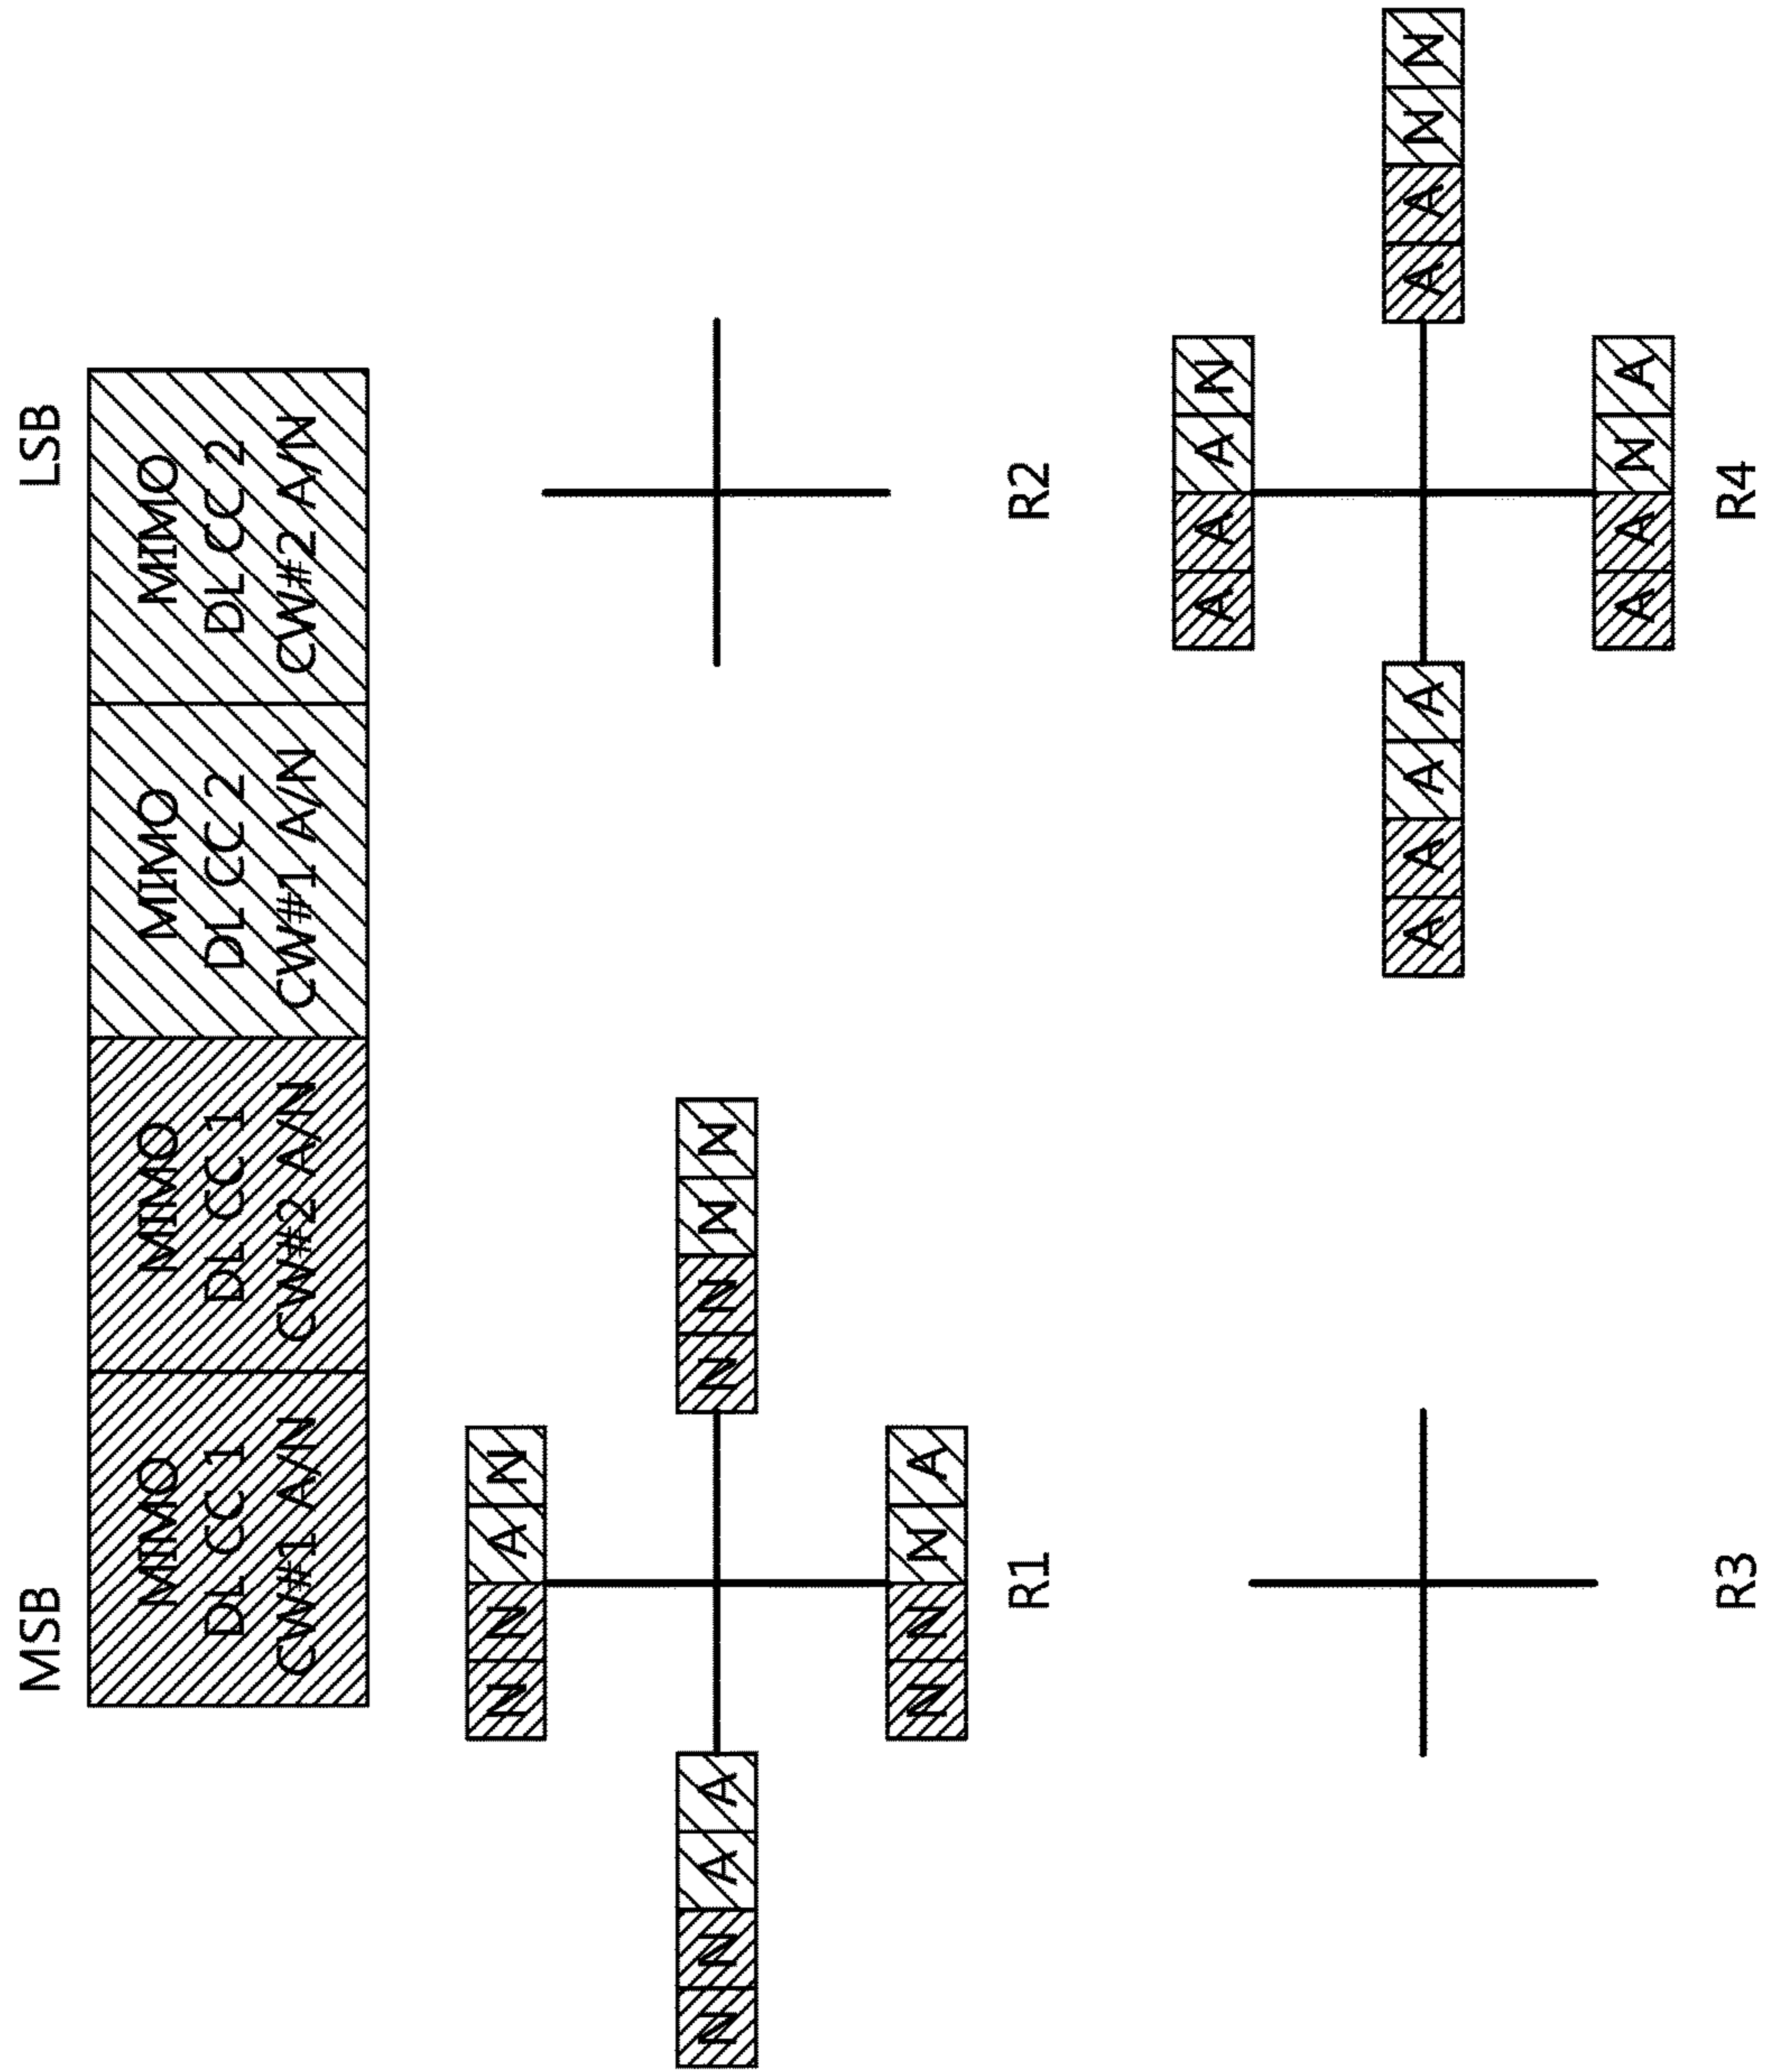 MSB LSB
MIMO
DL CC1
CW#1 A/N
MIMO
DL CC1
CW#2 A/N
MIMO
DL CC2
CW#1 A/N
MIMO
DL CC2
CW#2 A/N
N N A N
N N A A
N N N N
N N N A
R1
R2
A A A N
A A A A
A A N N
A A N A
R3
R4